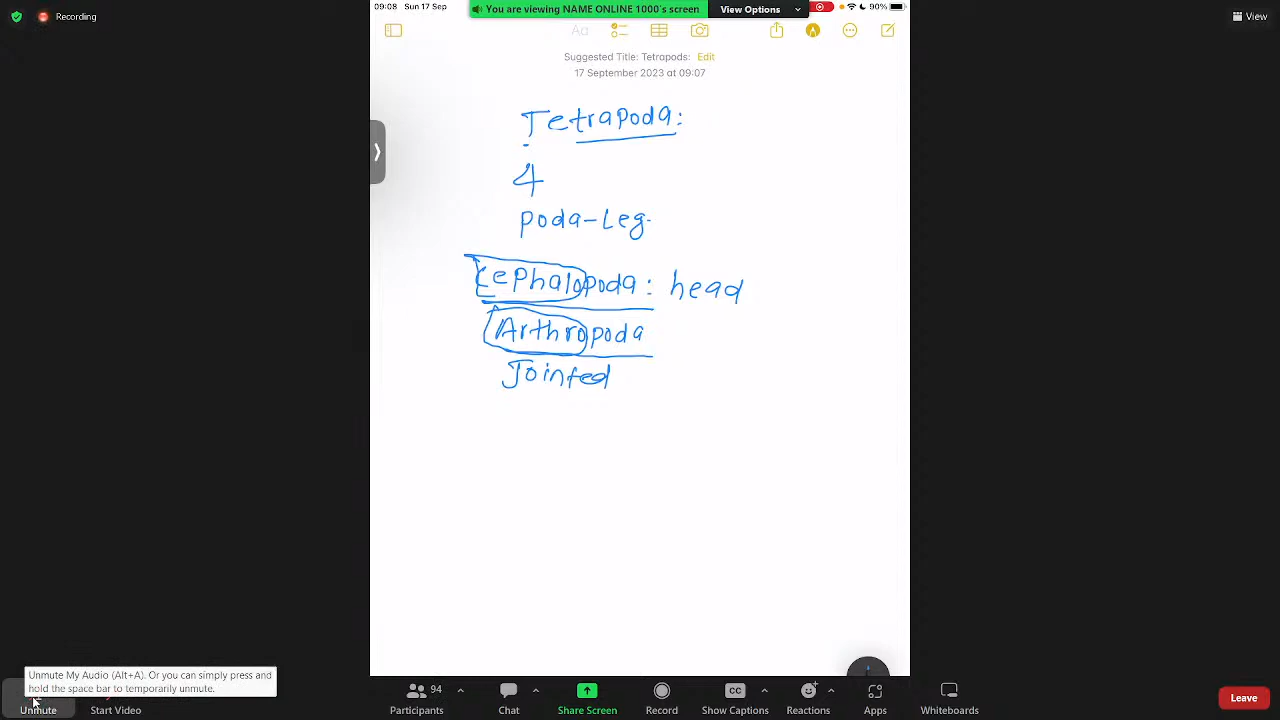 09:08 Sun 17 Sep
You are viewing NAME ONLINE 1000's screen
View Options
90%
Recording
View
Aa
Suggested Title: Tetrapods: Edit
17 September 2023 at 09:07
Tetrapoda:
4
Poda-Leg-
Cephalopoda: head
Arthropoda
Jointed
Unmute My Audio (Alt+A). Or you can simply press and
hold the space bar to temporarily unmute.
94
CC
Unmute
Start Video
Participants
Chat
Share Screen
Record
Show Captions
Reactions
Apps
Whiteboards
Leave